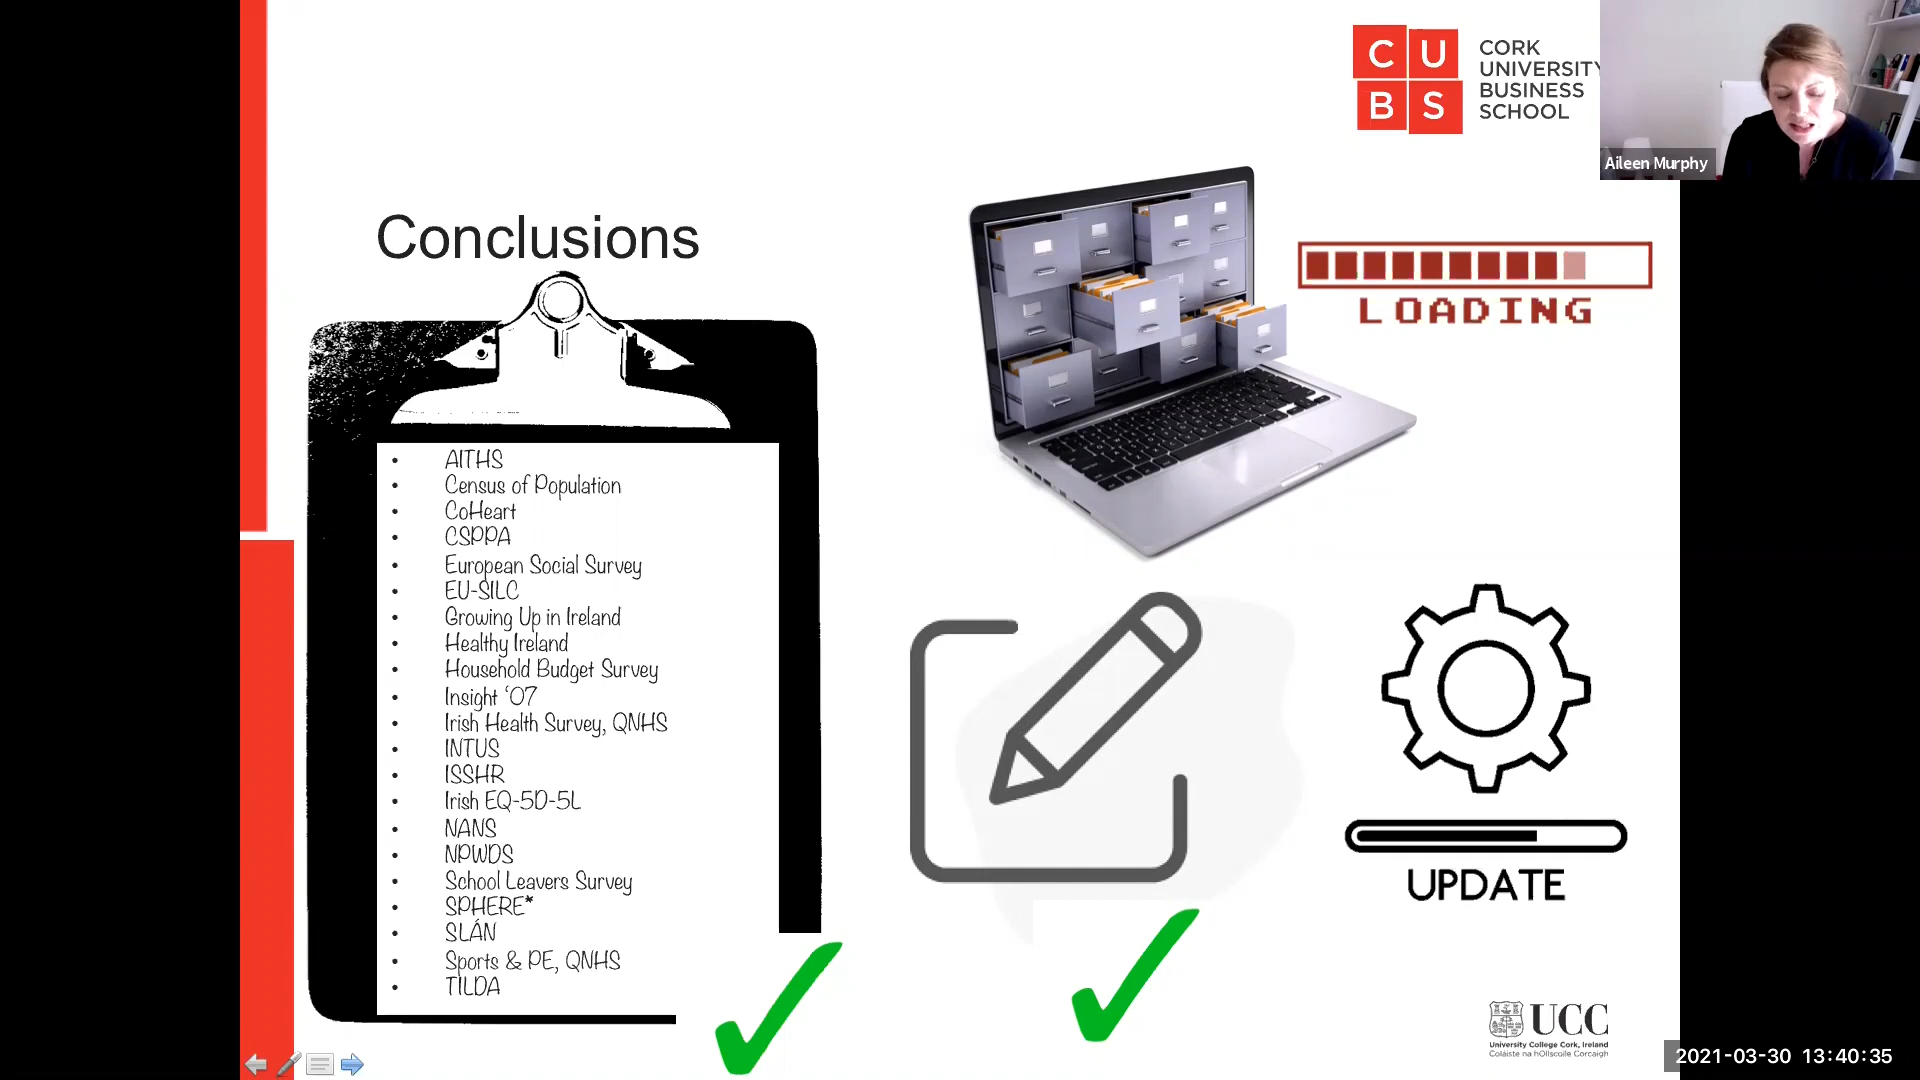 C U
B S
CORK
UNIVERSITY
BUSINESS
SCHOOL
Aileen Murphy
Conclusions
LOADING
• AITHS
• Census of Population
• CoHeart
• CSPPA
• European Social Survey
• EU-SILC
• Growing Up in Ireland
• Healthy Ireland
• Household Budget Survey
• Insight ‘07
• Irish Health Survey, QNHS
• INTUS
• ISSHR
• Irish EQ-5D-5L
• NANS
• NPWDS
• School Leavers Survey
• SPHERE*
• SLÁN
• Sports & PE, QNHS
• TILDA
UPDATE
UCC
University College Cork, Ireland
Coláiste na hOllscoile Corcaigh
2021-03-30 13:40:35